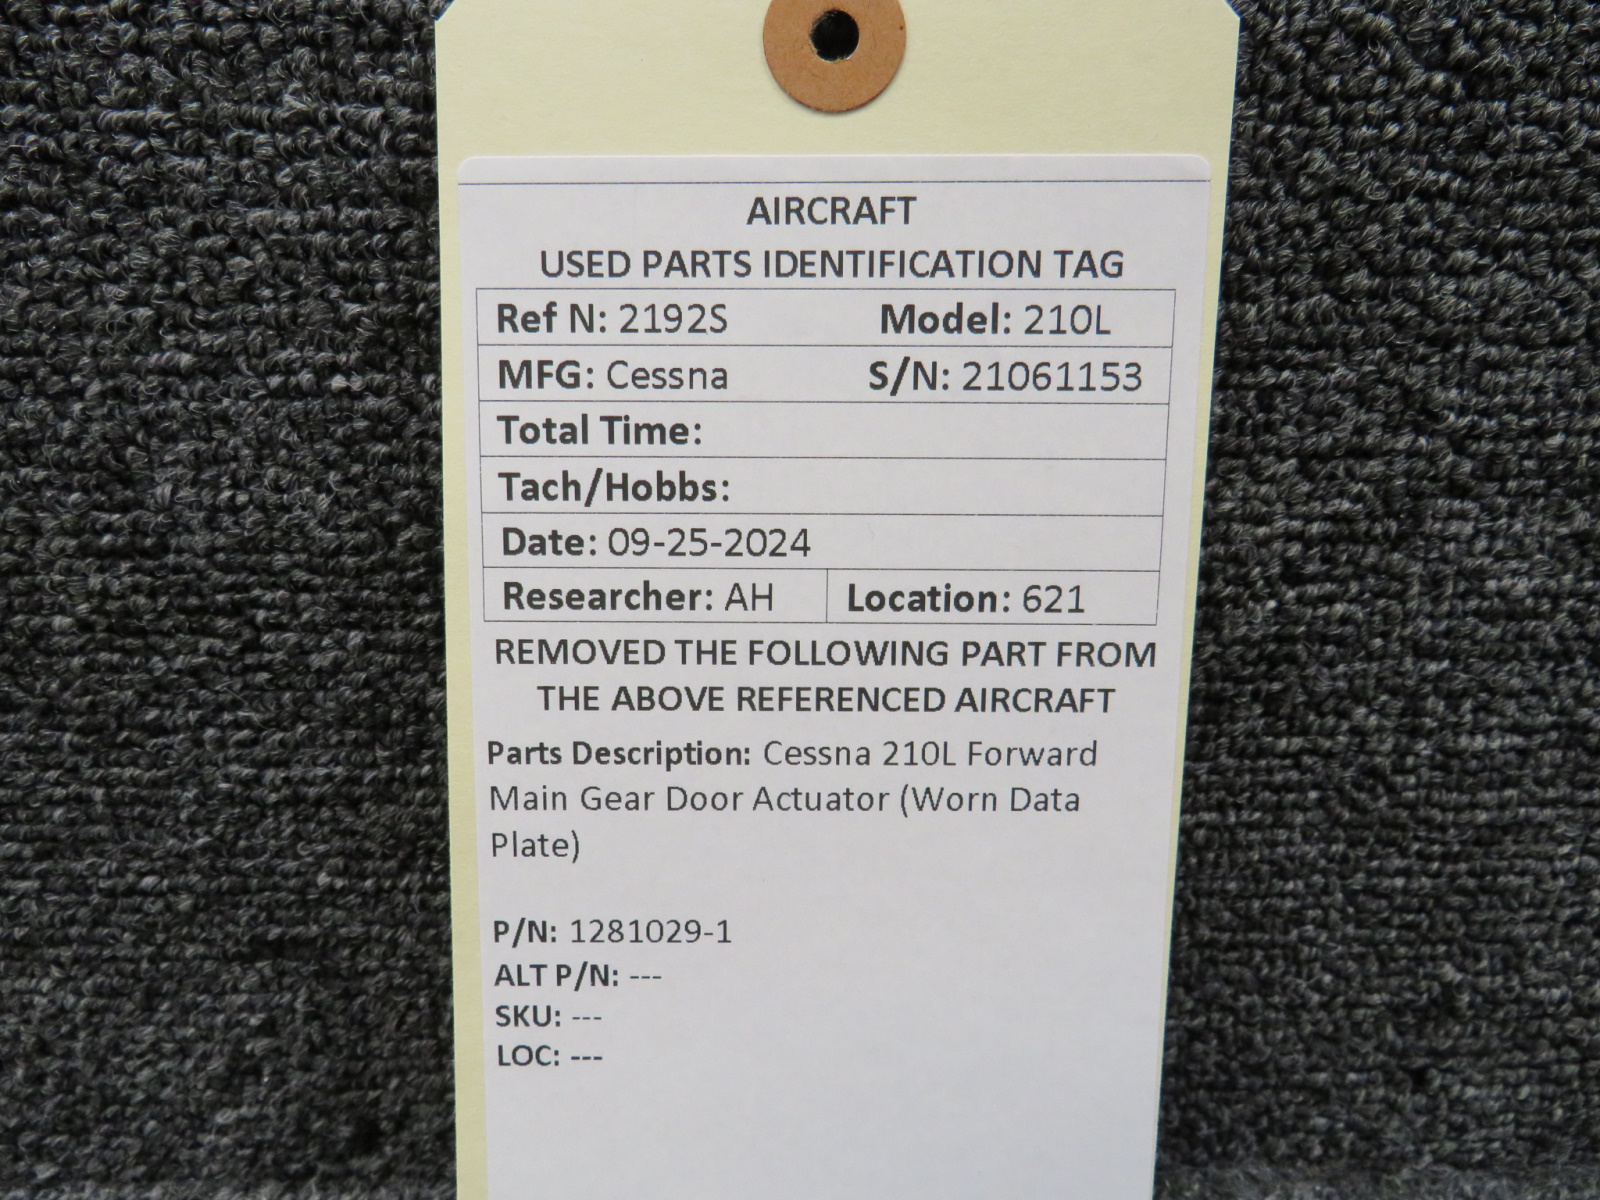 AIRCRAFT
USED PARTS IDENTIFICATION TAG
Ref N: 2192S Model: 210L
MFG: Cessna S/N: 21061153
Total Time:
Tach/Hobbs:
Date: 09-25-2024
Researcher: AH Location: 621
REMOVED THE FOLLOWING PART FROM
THE ABOVE REFERENCED AIRCRAFT
Parts Description: Cessna 210L Forward
Main Gear Door Actuator (Worn Data
Plate)
P/N: 1281029-1
ALT P/N: ---
SKU: ---
LOC: ---